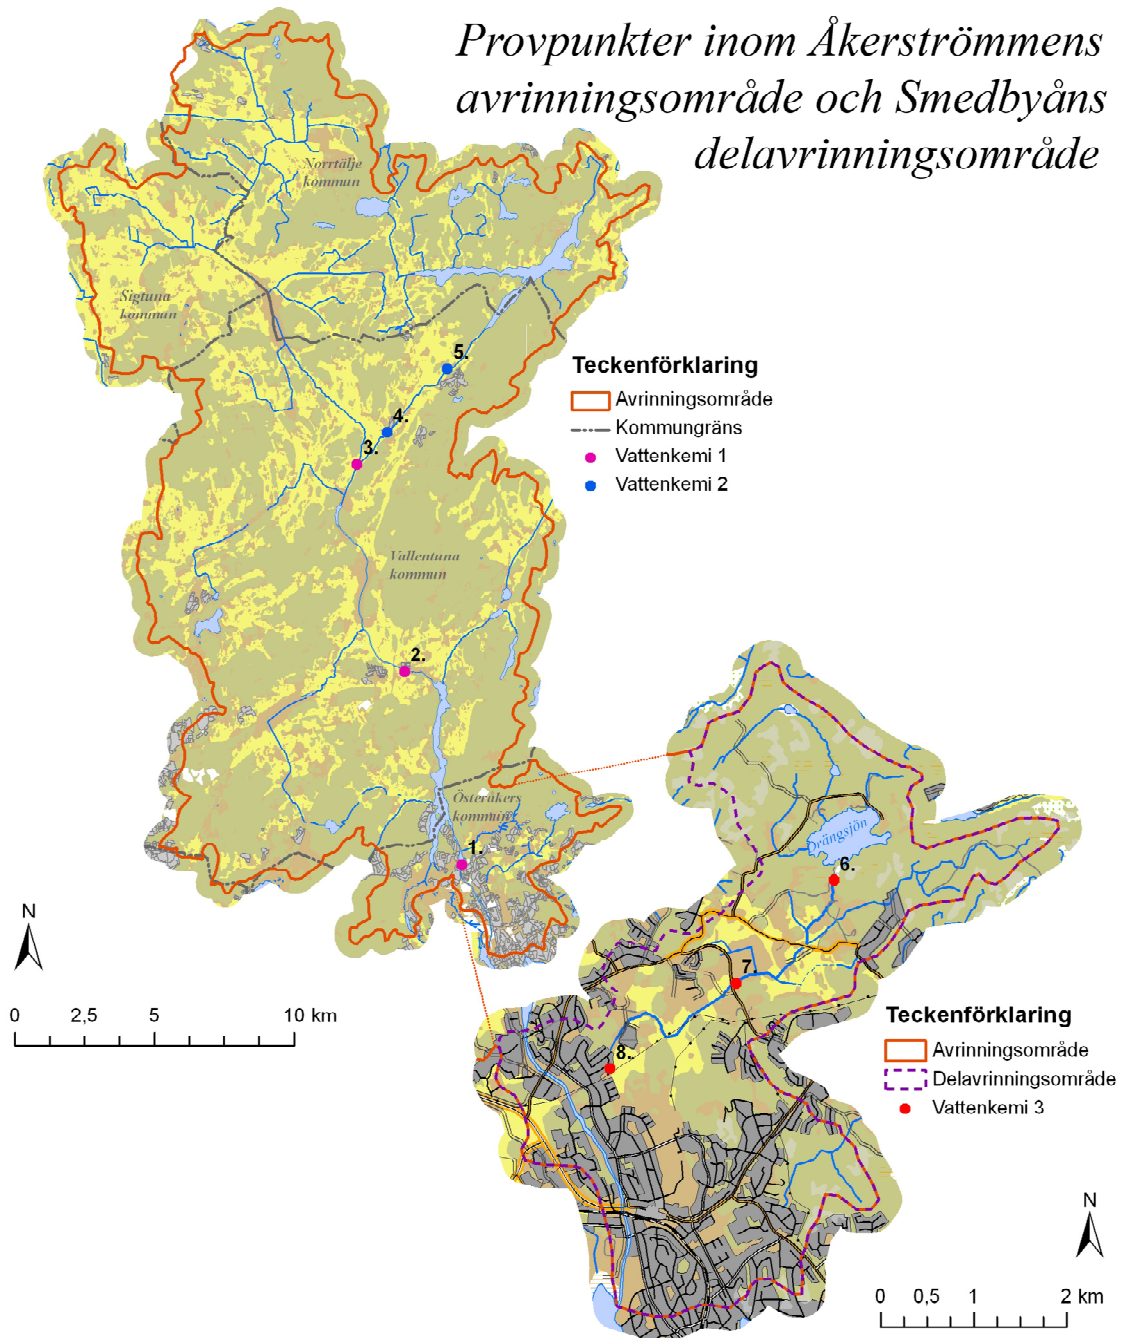 Provpunkter inom Åkerströmmens
avrinningsområde och Smedbyåns
delavrinningsområde
Norrtälje
kommun
Sigtuna
kommun
5.
4.
3.
Teckenförklaring
Avrinningsområde
Kommungräns
Vattenkemi 1
Vattenkemi 2
Vallentuna
kommun
2.
Österåkers
kommun
1.
Drängsjön
6.
7.
8.
N
0 2,5 5 10 km
Teckenförklaring
Avrinningsområde
Delavrinningsområde
Vattenkemi 3
N
0 0,5 1 2 km